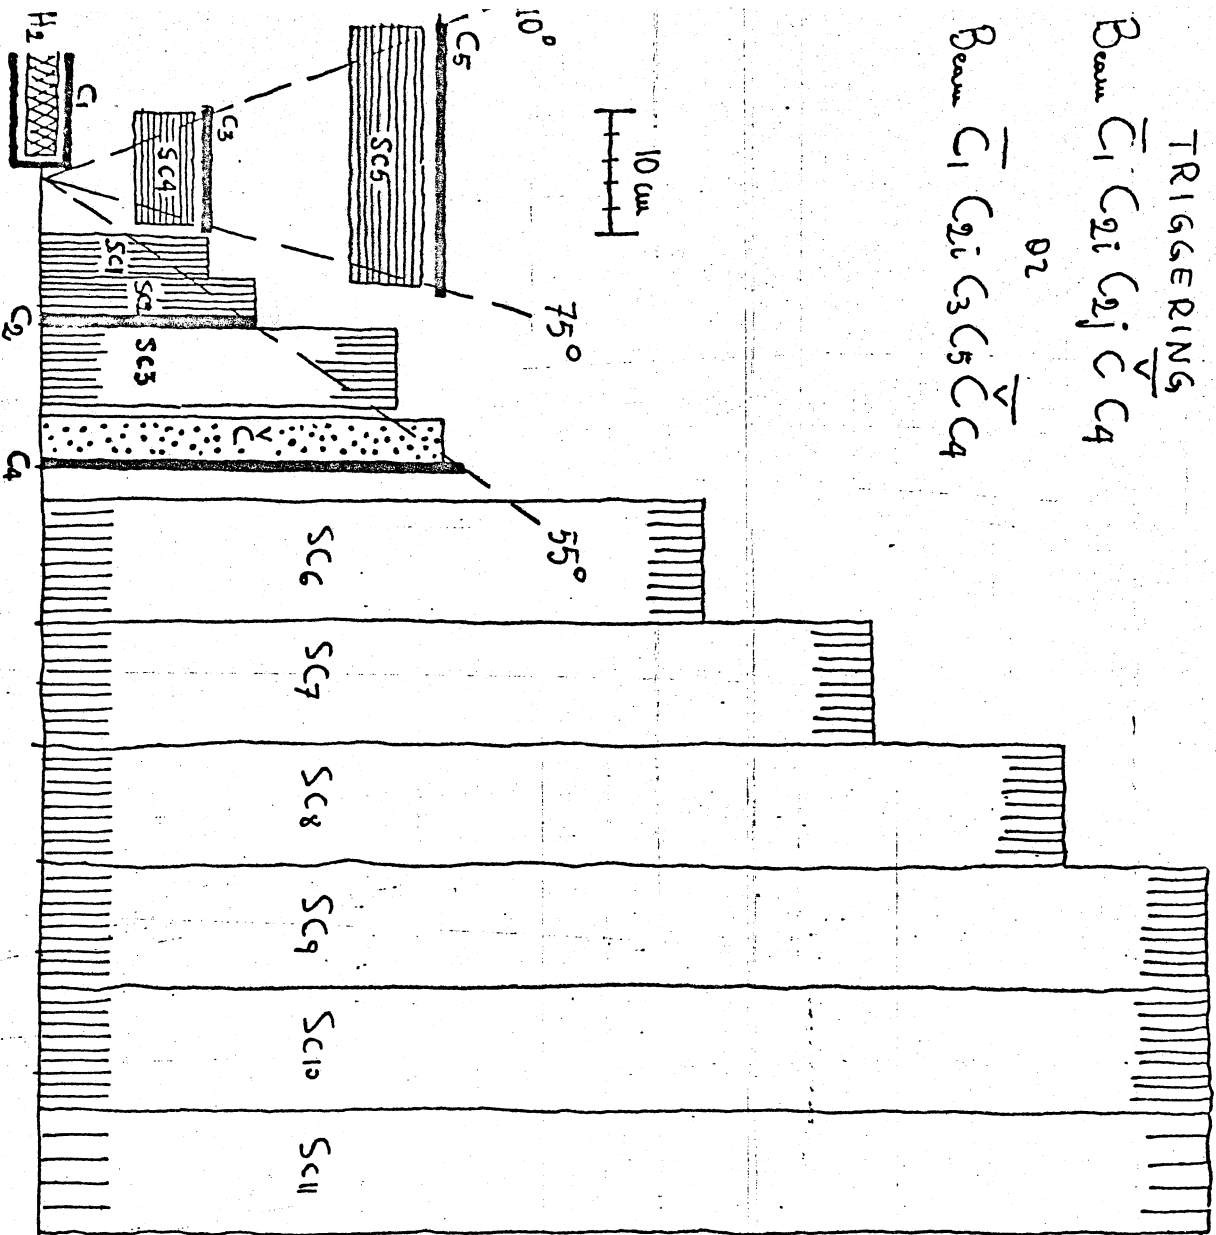 TRIGGERING
Beam C̅₁ C₂ᵢ C₂ⱼ Č̅ C₄
or
Beam C̅₁ C₂ᵢ C₃ C₅ Č̅ C₄
10 cm
10°
C5
SC5
75°
C3
SC4
C1
H2
SC1
SC2
C2
SC3
Č
C4
55°
SC6
SC7
SC8
SC9
SC10
SC11